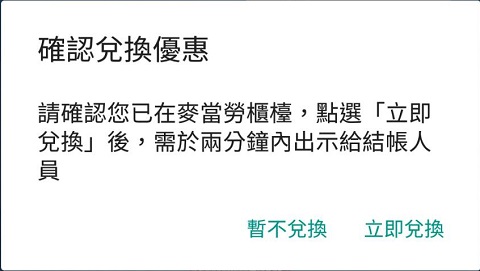 確認兌換優惠
請確認您已在麥當勞櫃檯，點選「立即
兌換」後，需於兩分鐘內出示給結帳人
員
暫不兌換 立即兌換